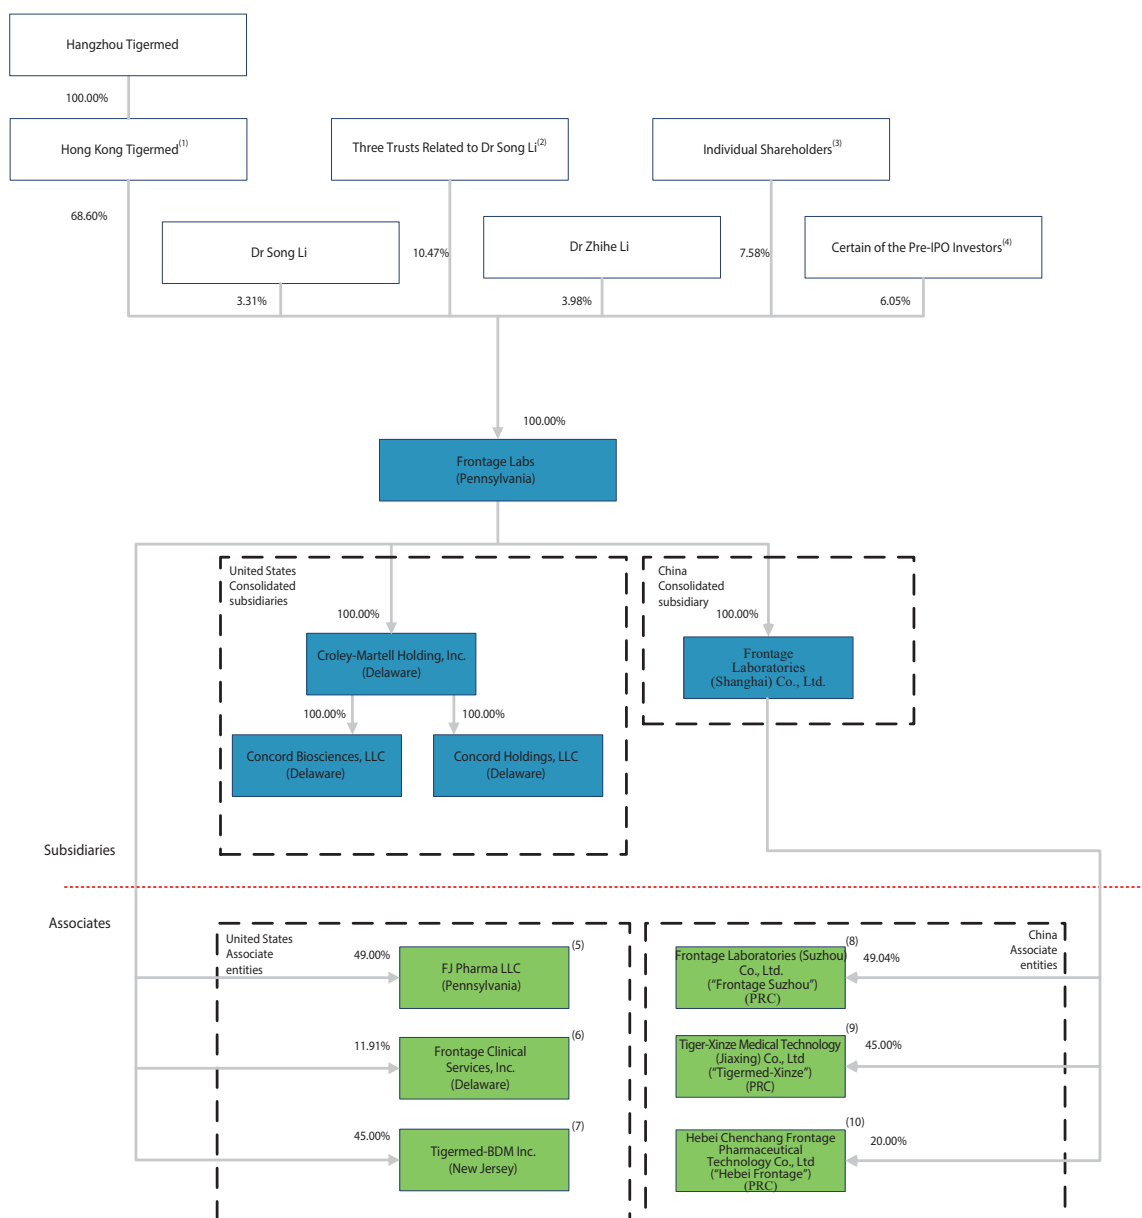 Hangzhou Tigermed
100.00%
Hong Kong Tigermed(1)
Three Trusts Related to Dr Song Li(2)
Individual Shareholders(3)
68.60%
Dr Song Li
10.47%
Dr Zhihe Li
7.58%
Certain of the Pre-IPO Investors(4)
3.31%
3.98%
6.05%
100.00%
Frontage Labs
(Pennsylvania)
United States
Consolidated
subsidiaries
China
Consolidated
subsidiary
100.00%
100.00%
Croley-Martell Holding, Inc.
(Delaware)
Frontage
Laboratories
(Shanghai) Co., Ltd.
100.00%
100.00%
Concord Biosciences, LLC
(Delaware)
Concord Holdings, LLC
(Delaware)
Subsidiaries
Associates
United States
Associate
entities
China
Associate
entities
49.00%
(5)
FJ Pharma LLC
(Pennsylvania)
(8)
Frontage Laboratories (Suzhou)
Co., Ltd.
("Frontage Suzhou")
(PRC)
49.04%
11.91%
(6)
Frontage Clinical
Services, Inc.
(Delaware)
(9)
Tiger-Xinze Medical Technology
(Jiaxing) Co., Ltd
("Tigermed-Xinze")
(PRC)
45.00%
45.00%
(7)
Tigermed-BDM Inc.
(New Jersey)
(10)
Hebei Chenchang Frontage
Pharmaceutical
Technology Co., Ltd
("Hebei Frontage")
(PRC)
20.00%